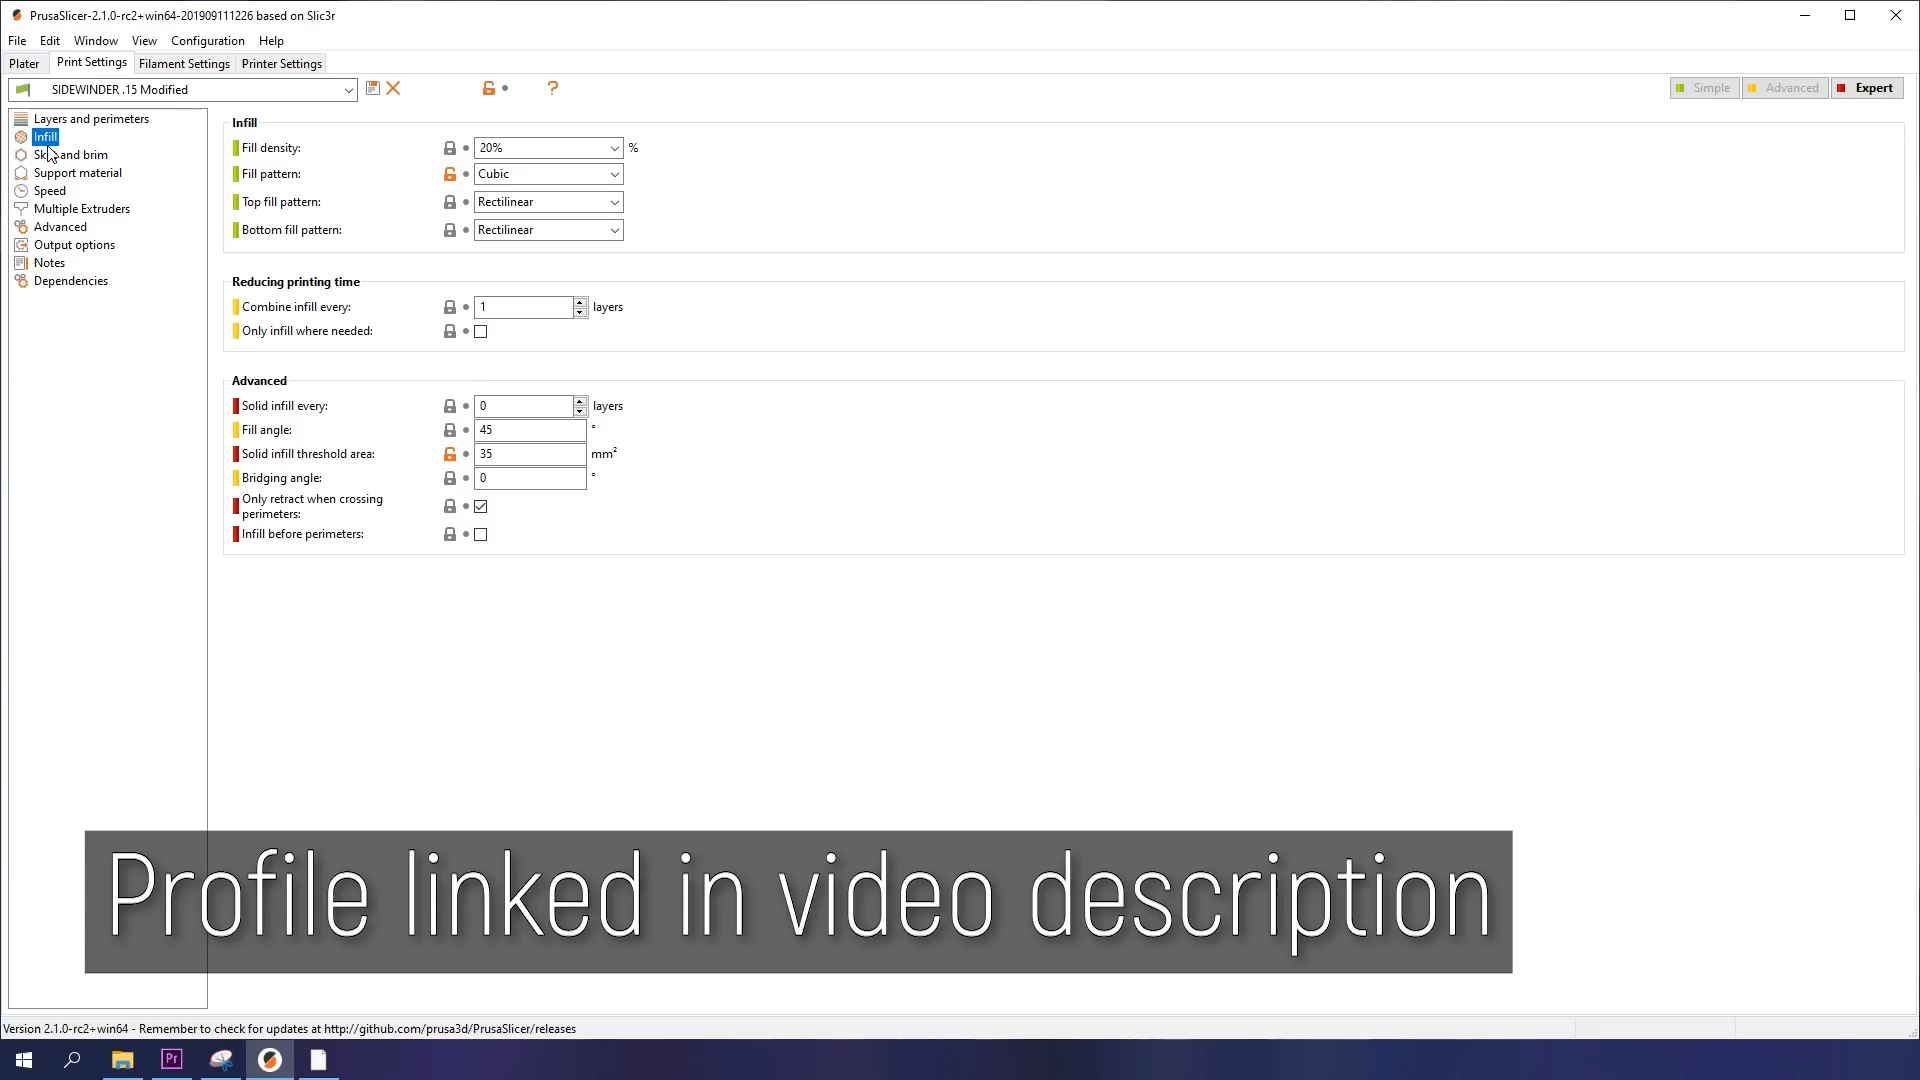 PrusaSlicer-2.1.0-rc2+win64-201909111226 based on Slic3r
File Edit Window View Configuration Help
Plater Print Settings Filament Settings Printer Settings
SIDEWINDER .15 Modified
?
Simple Advanced Expert
Layers and perimeters
Infill
and brim
Support material
Speed
Multiple Extruders
Advanced
Output options
Notes
Dependencies
Infill
Fill density: 20% %
Fill pattern: Cubic
Top fill pattern: Rectilinear
Bottom fill pattern: Rectilinear
Reducing printing time
Combine infill every: 1 layers
Only infill where needed:
Advanced
Solid infill every: 0 layers
Fill angle: 45 °
Solid infill threshold area: 35 mm²
Bridging angle: 0 °
Only retract when crossing
perimeters:
Infill before perimeters:
Profile linked in video description
Version 2.1.0-rc2+win64 - Remember to check for updates at http://github.com/prusa3d/PrusaSlicer/releases
Pr